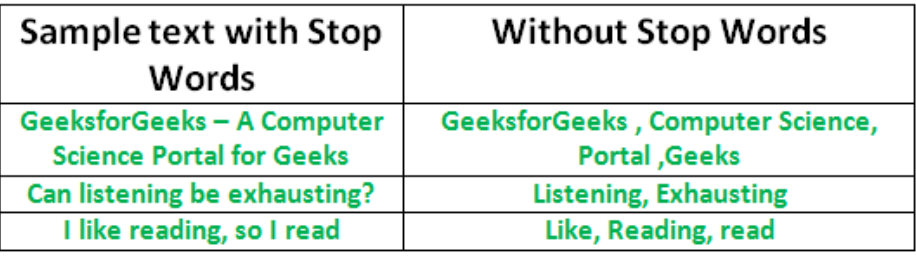 Sample text with Stop
Words
Without Stop Words
GeeksforGeeks – A Computer
Science Portal for Geeks
GeeksforGeeks , Computer Science,
Portal ,Geeks
Can listening be exhausting?
Listening, Exhausting
I like reading, so I read
Like, Reading, read